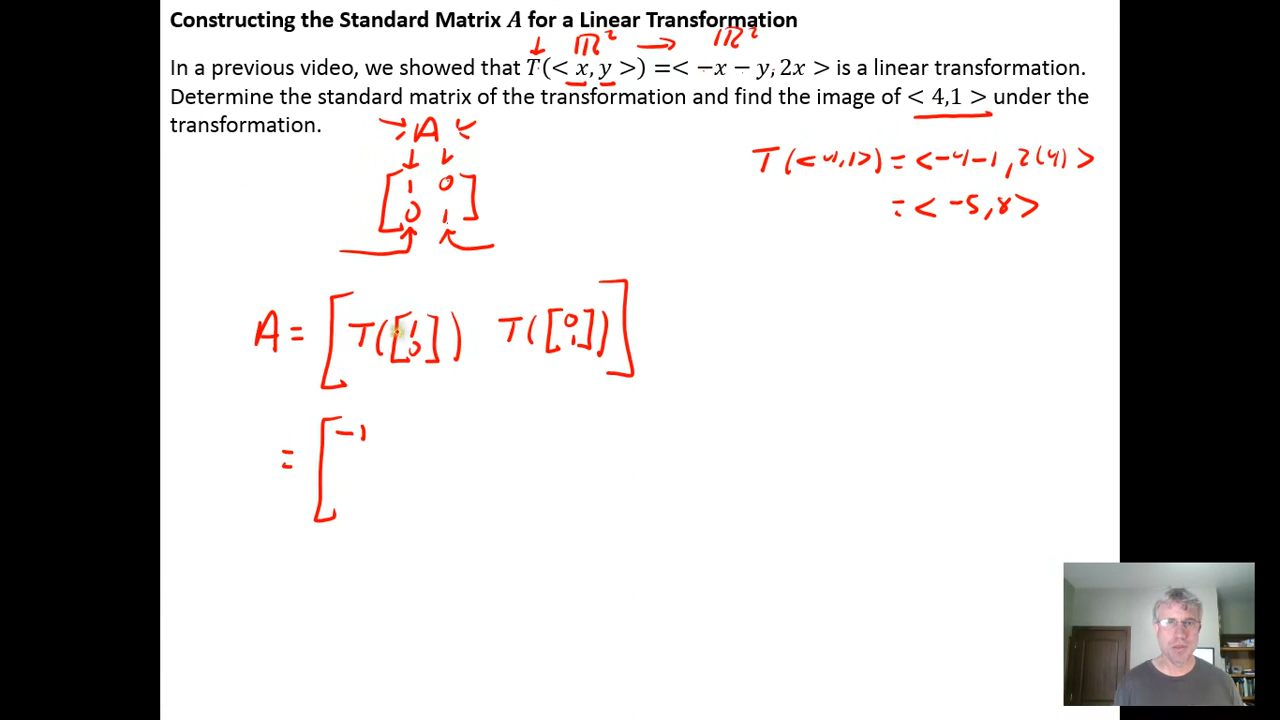 Constructing the Standard Matrix A for a Linear Transformation
↓ ℝ² → ℝ²
In a previous video, we showed that T(< x, y >) =< −x − y, 2x > is a linear transformation.
Determine the standard matrix of the transformation and find the image of < 4,1 > under the
transformation.
→ A ←
↓ ↓
[1 0
0 1]
T(<4,1>) = <-4-1, 2(4)>
= <-5, 8>
A = [T([1 0]) T([0 1])]
= [-1